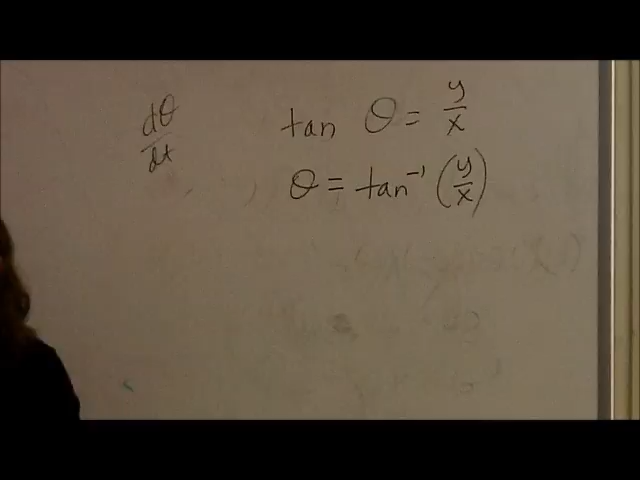 dθ/dt
tan θ = y/x
θ = tan⁻¹ (y/x)